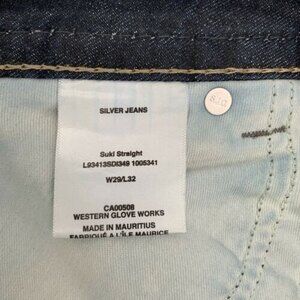 SILVER JEANS
Suki Straight
L93413SDI349 1005341
W29/L32
CA00508
WESTERN GLOVE WORKS
MADE IN MAURITIUS
FABRIQUÉ A L'ÎLE MAURICE